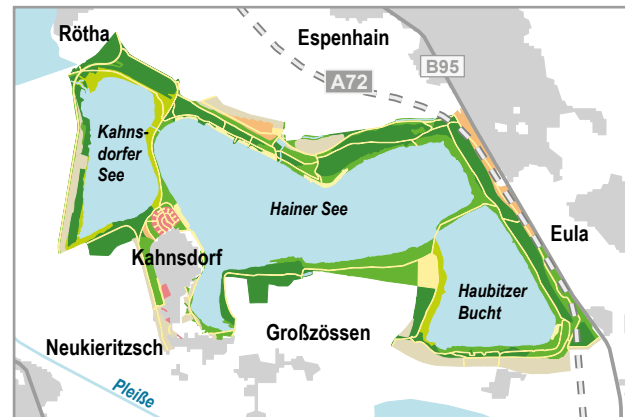 Rötha
Espenhain
B95
A72
Kahns-
dorfer
See
Hainer See
Eula
Kahnsdorf
Haubitzer
Bucht
Großzössen
Neukieritzsch
Pleiße